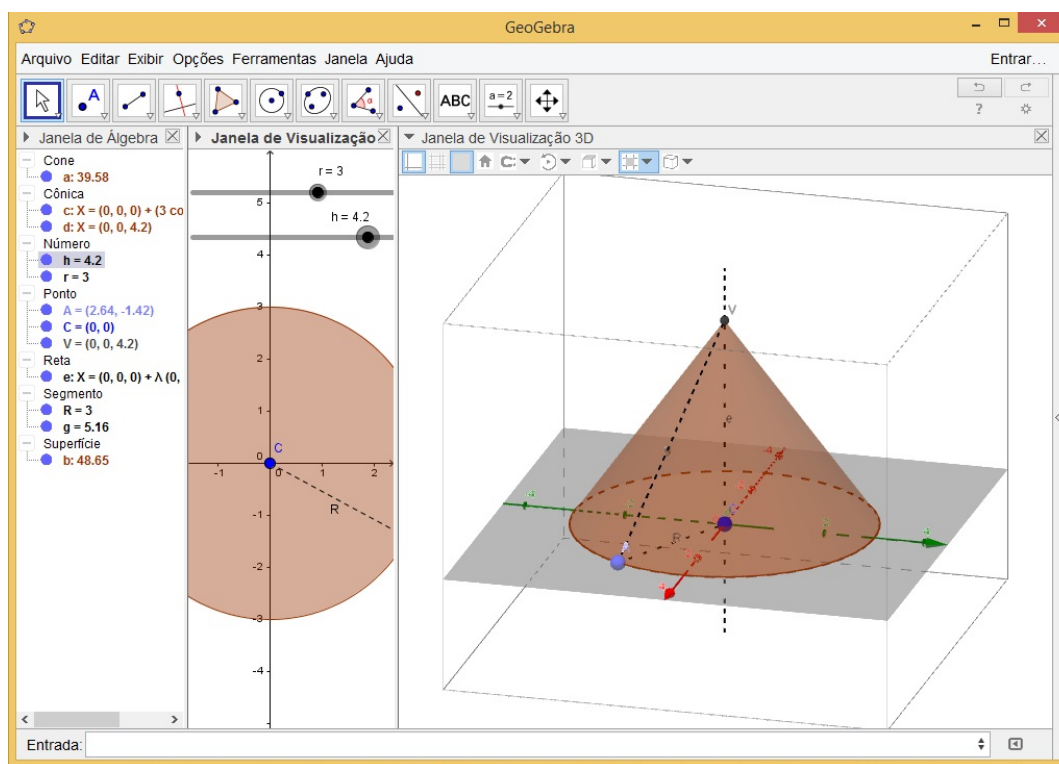 GeoGebra
Arquivo Editar Exibir Opções Ferramentas Janela Ajuda
Entrar...
A
α
ABC
a = 2
?
Janela de Álgebra
Cone
a: 39.58
Cônica
c: X = (0, 0, 0) + (3 co
d: X = (0, 0, 4.2)
Número
h = 4.2
r = 3
Ponto
A = (2.64, -1.42)
C = (0, 0)
V = (0, 0, 4.2)
Reta
e: X = (0, 0, 0) + λ (0,
Segmento
R = 3
g = 5.16
Superfície
b: 48.65
Janela de Visualização
r = 3
5
h = 4.2
4
3
2
1
0
C
-1
0
1
2
R
-1
-2
-3
-4
Janela de Visualização 3D
V
e
R
Entrada: